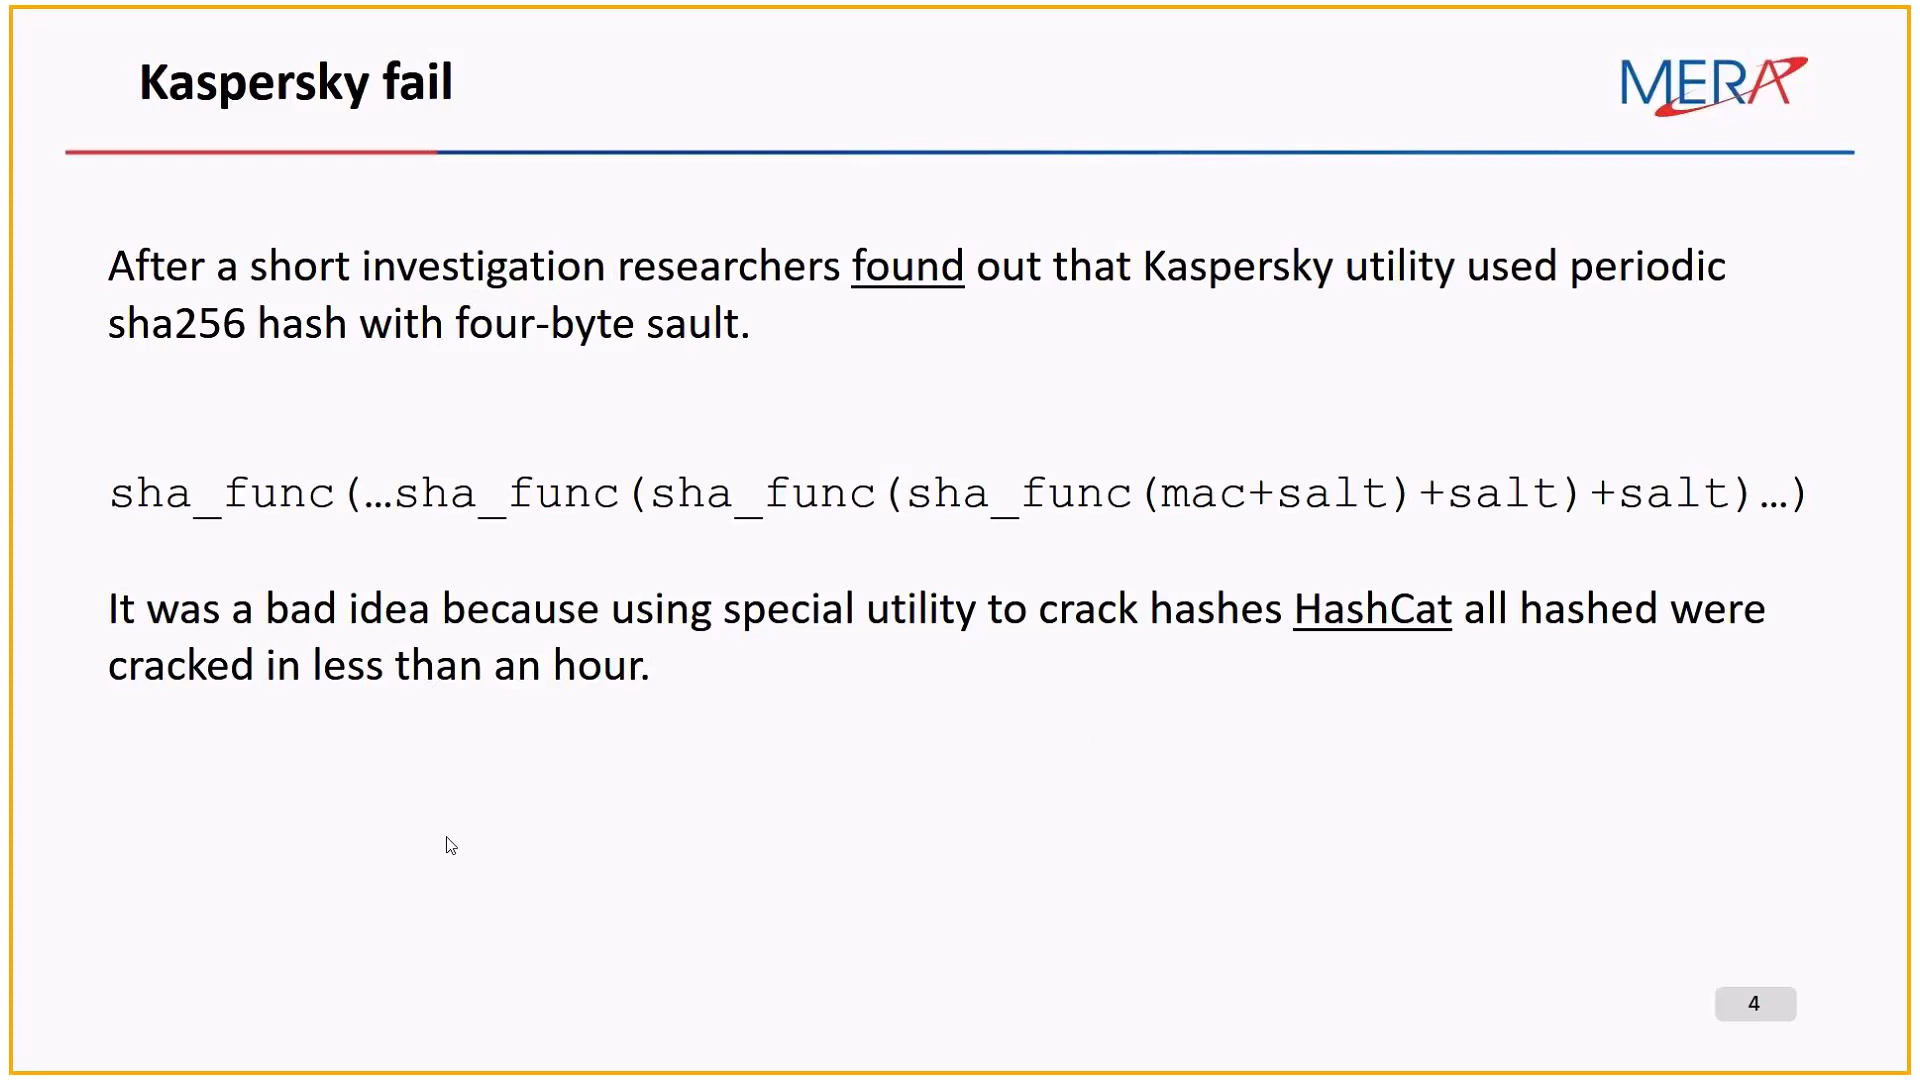 Kaspersky fail
MERA
After a short investigation researchers found out that Kaspersky utility used periodic
sha256 hash with four-byte sault.
sha_func(…sha_func(sha_func(sha_func(mac+salt)+salt)+salt)…)
It was a bad idea because using special utility to crack hashes HashCat all hashed were
cracked in less than an hour.
4